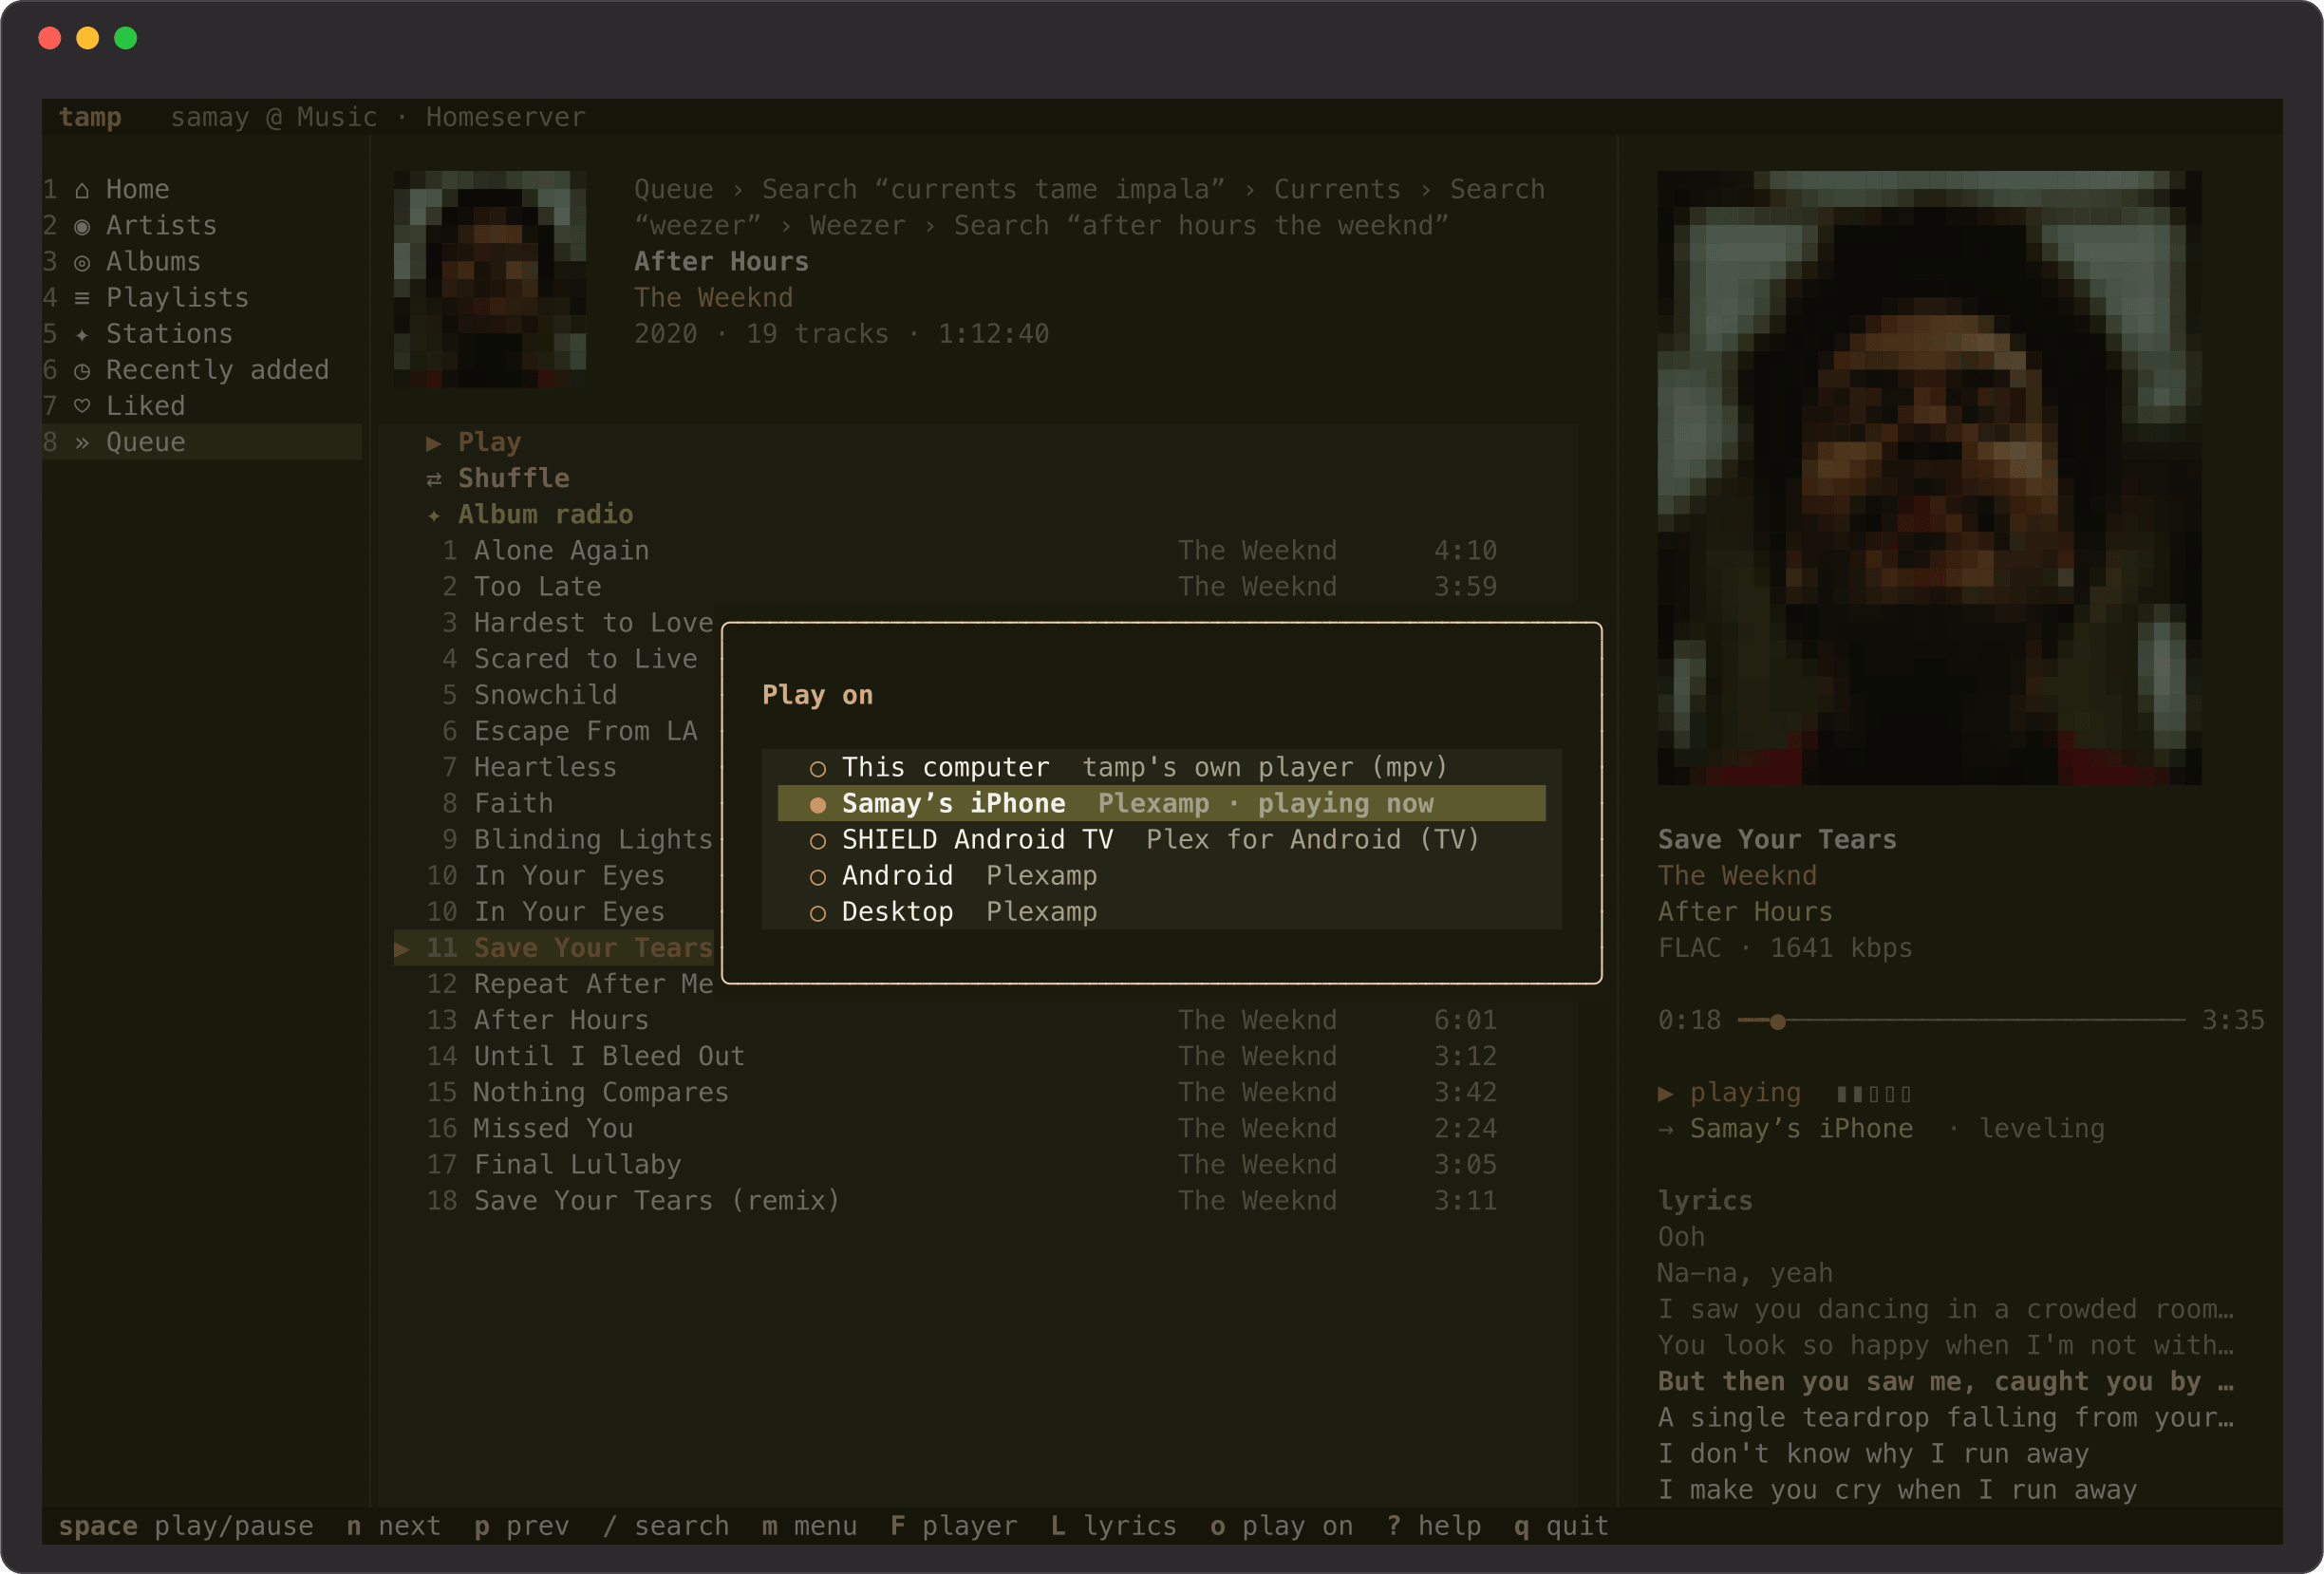 tamp samay @ Music · Homeserver
1 ⌂ Home
2 ◉ Artists
3 ◎ Albums
4 ≡ Playlists
5 ✦ Stations
6 ◷ Recently added
7 ♡ Liked
8 » Queue
Queue › Search “currents tame impala” › Currents › Search
“weezer” › Weezer › Search “after hours the weeknd”
After Hours
The Weeknd
2020 · 19 tracks · 1:12:40
▶ Play
⇄ Shuffle
✦ Album radio
1 Alone Again The Weeknd 4:10
2 Too Late The Weeknd 3:59
3 Hardest to Love
4 Scared to Live
5 Snowchild
6 Escape From LA
7 Heartless
8 Faith
9 Blinding Lights
10 In Your Eyes
10 In Your Eyes
▶ 11 Save Your Tears
12 Repeat After Me
13 After Hours The Weeknd 6:01
14 Until I Bleed Out The Weeknd 3:12
15 Nothing Compares The Weeknd 3:42
16 Missed You The Weeknd 2:24
17 Final Lullaby The Weeknd 3:05
18 Save Your Tears (remix) The Weeknd 3:11
Play on
○ This computer tamp's own player (mpv)
● Samay’s iPhone Plexamp · playing now
○ SHIELD Android TV Plex for Android (TV)
○ Android Plexamp
○ Desktop Plexamp
Save Your Tears
The Weeknd
After Hours
FLAC · 1641 kbps
0:18 3:35
▶ playing ▮▮▯▯▯
→ Samay’s iPhone · leveling
lyrics
Ooh
Na–na, yeah
I saw you dancing in a crowded room…
You look so happy when I'm not with…
But then you saw me, caught you by …
A single teardrop falling from your…
I don't know why I run away
I make you cry when I run away
space play/pause n next p prev / search m menu F player L lyrics o play on ? help q quit